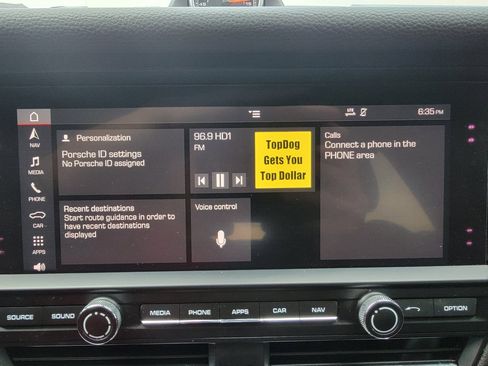 6:35 PM
NAV
MEDIA
PHONE
CAR
APPS
Personalization
Porsche ID settings
No Porsche ID assigned
96.9 HD1
FM
TopDog
Gets You
Top Dollar
Calls
Connect a phone in the
PHONE area
Recent destinations
Start route guidance in order to
have recent destinations
displayed
Voice control
SOURCE SOUND MEDIA PHONE APPS CAR NAV OPTION